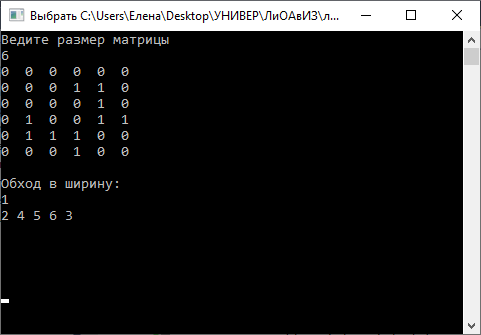 Выбрать C:\Users\Елена\Desktop\УНИВЕР\ЛиОАвИЗ\л...
Ведите размер матрицы
6
0 0 0 0 0 0
0 0 0 1 1 0
0 0 0 0 1 0
0 1 0 0 1 1
0 1 1 1 0 0
0 0 0 1 0 0
Обход в ширину:
1
2 4 5 6 3